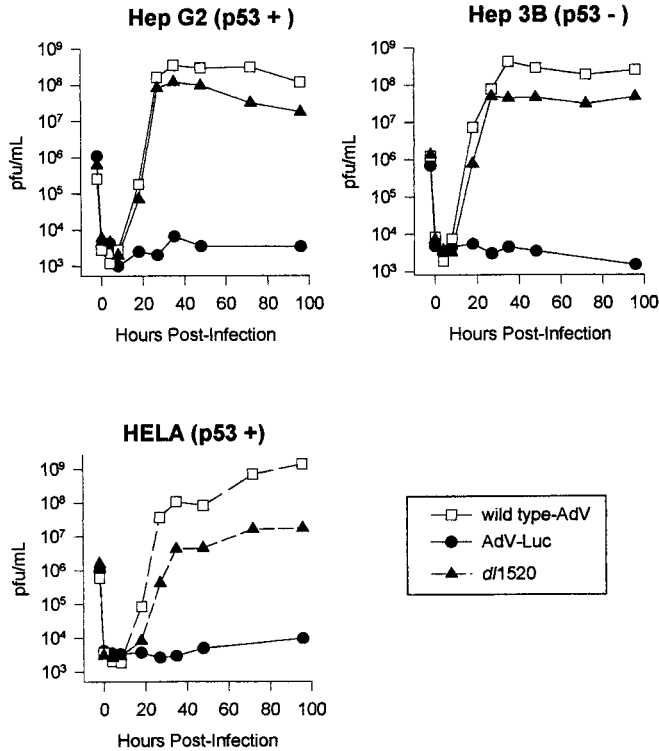 Hep G2 (p53 + )
pfu/mL
10⁹
10⁸
10⁷
10⁶
10⁵
10⁴
10³
0 20 40 60 80 100
Hours Post-Infection
Hep 3B (p53 - )
pfu/mL
10⁹
10⁸
10⁷
10⁶
10⁵
10⁴
10³
0 20 40 60 80 100
Hours Post-Infection
HELA (p53 +)
pfu/mL
10⁹
10⁸
10⁷
10⁶
10⁵
10⁴
10³
0 20 40 60 80 100
Hours Post-Infection
wild type-AdV
AdV-Luc
dl1520